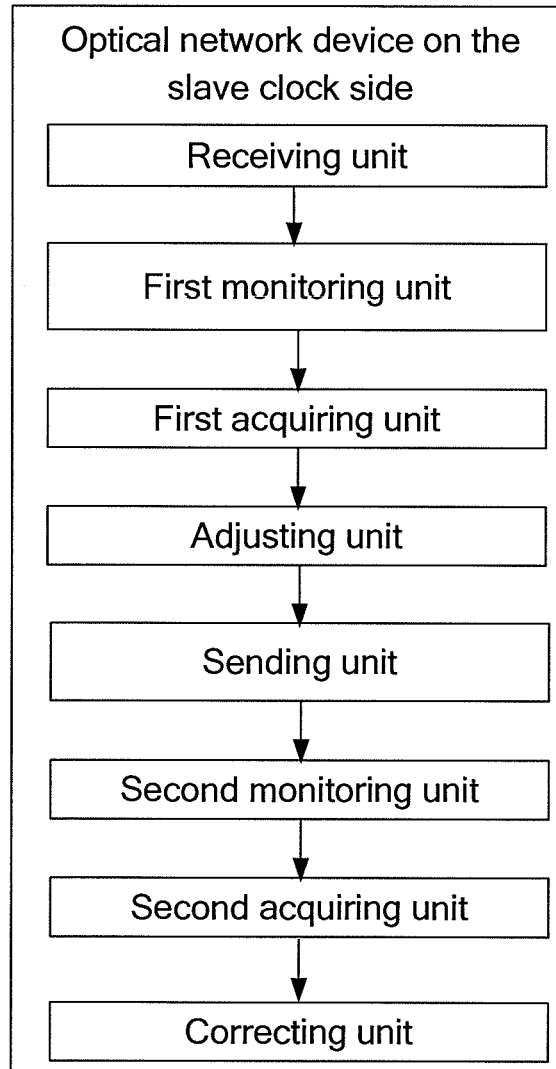 Optical network device on the
slave clock side
Receiving unit
First monitoring unit
First acquiring unit
Adjusting unit
Sending unit
Second monitoring unit
Second acquiring unit
Correcting unit